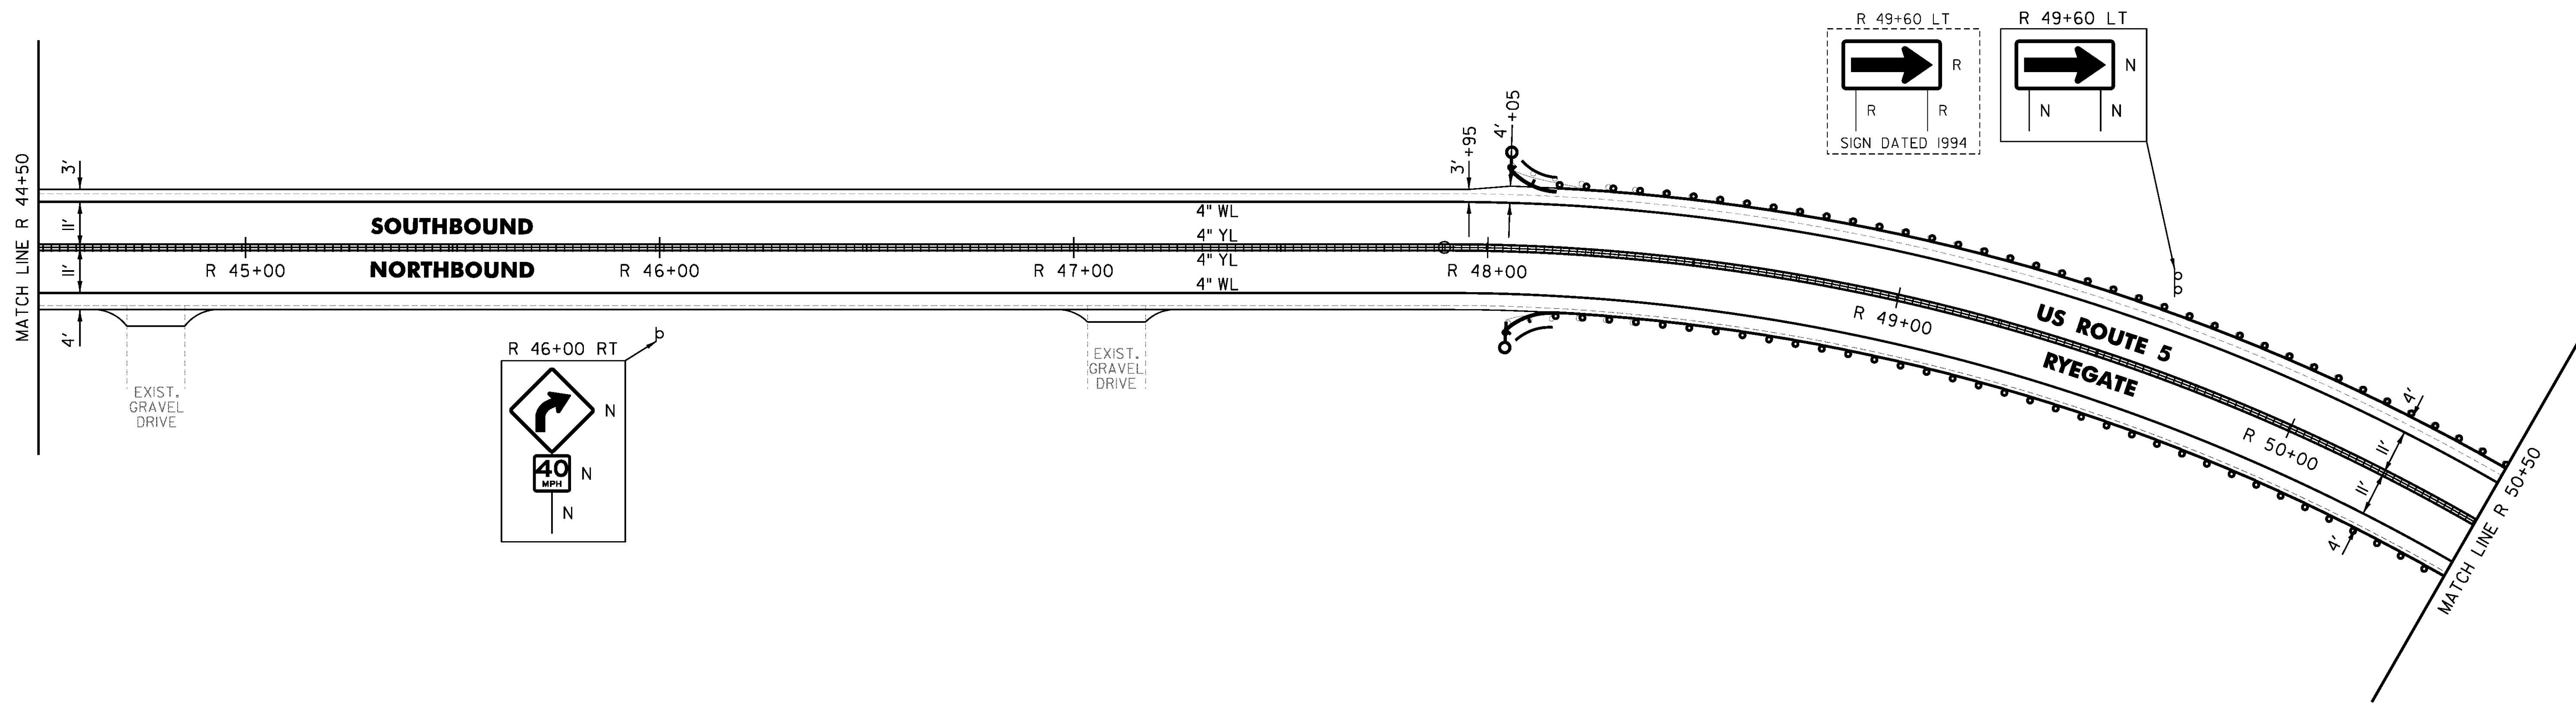 R 49+60 LT
R
R
R
SIGN DATED 1994
R 49+60 LT
N
N
N
MATCH LINE R 44+50
3'
11'
11'
4'
SOUTHBOUND
NORTHBOUND
R 45+00
R 46+00
R 47+00
R 48+00
4" WL
4" YL
4" YL
4" WL
3'
+95
4'
+05
EXIST.
GRAVEL
DRIVE
R 46+00 RT
N
40
MPH
N
N
EXIST.
GRAVEL
DRIVE
R 49+00
US ROUTE 5
RYEGATE
R 50+00
4'
11'
11'
4'
MATCH LINE R 50+50